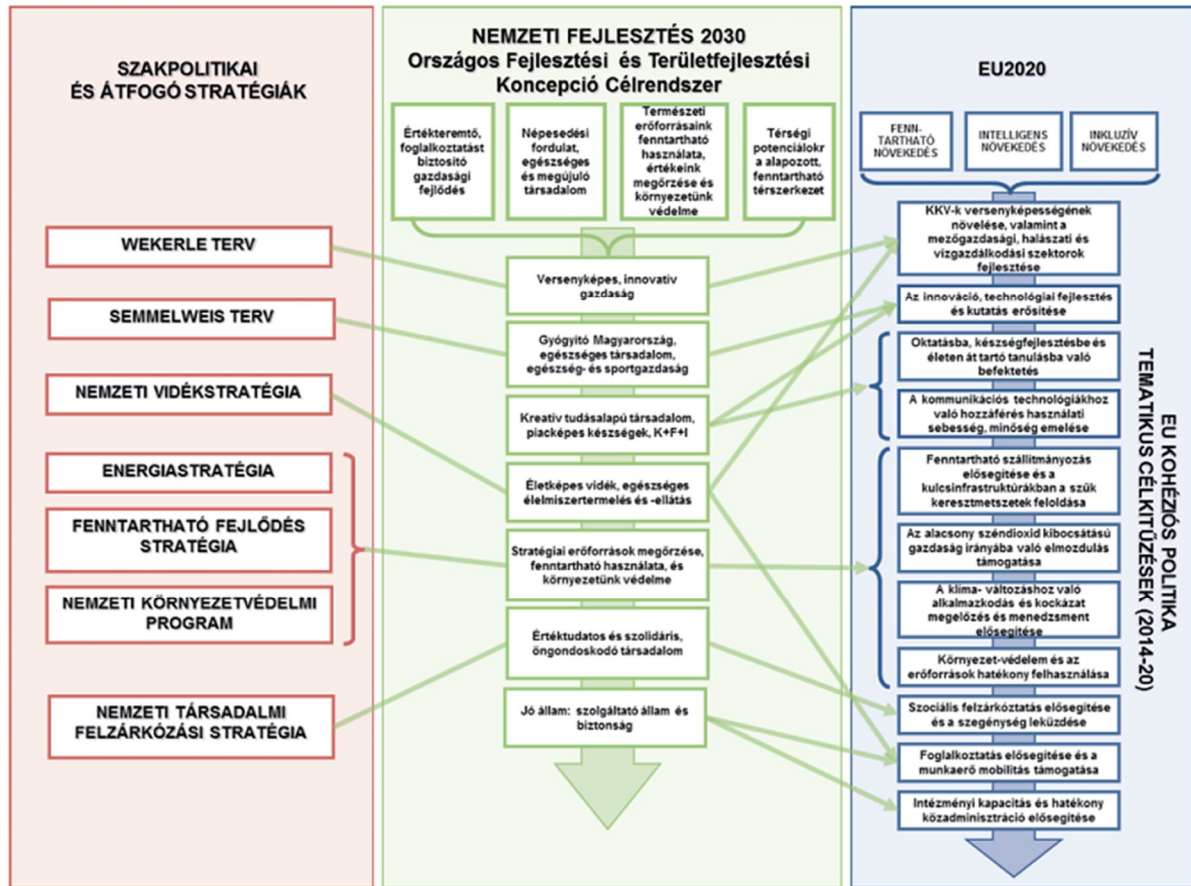 SZAKPOLITIKAI
ÉS ÁTFOGÓ STRATÉGIÁK
WEKERLE TERV
SEMMELWEIS TERV
NEMZETI VIDÉKSTRATÉGIA
ENERGIASTRATÉGIA
FENNTARTHATÓ FEJLŐDÉS
STRATÉGIA
NEMZETI KÖRNYEZETVÉDELMI
PROGRAM
NEMZETI TÁRSADALMI
FELZÁRKÓZÁSI STRATÉGIA
NEMZETI FEJLESZTÉS 2030
Országos Fejlesztési és Területfejlesztési
Koncepció Célrendszer
Értékteremtő,
foglalkoztatást
biztosító
gazdasági
fejlődés
Népesedési
fordulat,
egészséges
és megújuló
társadalom
Természeti
erőforrásaink
fenntartható
használata,
értékeink
megőrzése és
környezetünk
védelme
Térségi
potenciálokr
a alapozott,
fenntartható
térszerkezet
Versenyképes, innovatív
gazdaság
Gyógyító Magyarország,
egészséges társadalom,
egészség- és sportgazdaság
Kreatív tudásalapú társadalom,
piacképes készségek, K+F+I
Életképes vidék, egészséges
élelmiszertermelés és -ellátás
Stratégiai erőforrások megőrzése,
fenntartható használata, és
környezetünk védelme
Értéktudatos és szolidáris,
öngondoskodó társadalom
Jó állam: szolgáltató állam és
biztonság
EU2020
FENN-
TARTHATÓ
NÖVEKEDÉS
INTELLIGENS
NÖVEKEDÉS
INKLUZÍV
NÖVEKEDÉS
KKV-k versenyképességének
növelése, valamint a
mezőgazdasági, halászati és
vízgazdálkodási szektorok
fejlesztése
Az innováció, technológiai fejlesztés
és kutatás erősítése
Oktatásba, készségfejlesztésbe és
életen át tartó tanulásba való
befektetés
A kommunikációs technológiákhoz
való hozzáférés használati
sebesség, minőség emelése
Fenntartható szállítmányozás
elősegítése és a
kulcsinfrastruktúrákban a szűk
keresztmetszetek feloldása
Az alacsony széndioxid kibocsátású
gazdaság irányába való elmozdulás
támogatása
A klíma- változáshoz való
alkalmazkodás és kockázat
megelőzés és menedzsment
elősegítése
Környezet-védelem és az
erőforrások hatékony felhasználása
Szociális felzárkóztatás elősegítése
és a szegénység leküzdése
Foglalkoztatás elősegítése és a
munkaerő mobilitás támogatása
Intézményi kapacitás és hatékony
közadminisztráció elősegítése
EU KOHÉZIÓS POLITIKA
TEMATIKUS CÉLKITŰZÉSEK (2014-20)